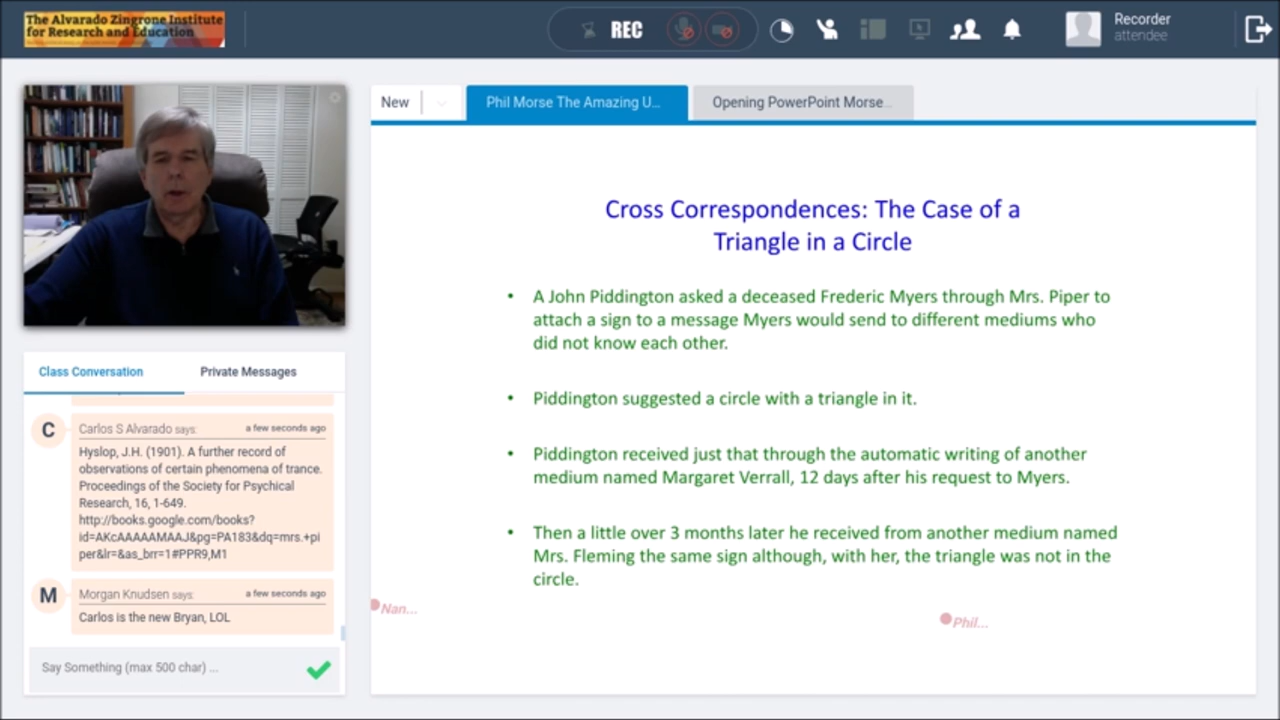 The Alvarado Zingrone Institute
for Research and Education
REC
Recorder
attendee
New
Phil Morse The Amazing U...
Opening PowerPoint Morse...
Cross Correspondences: The Case of a
Triangle in a Circle
• A John Piddington asked a deceased Frederic Myers through Mrs. Piper to
attach a sign to a message Myers would send to different mediums who
did not know each other.
• Piddington suggested a circle with a triangle in it.
• Piddington received just that through the automatic writing of another
medium named Margaret Verrall, 12 days after his request to Myers.
• Then a little over 3 months later he received from another medium named
Mrs. Fleming the same sign although, with her, the triangle was not in the
circle.
Nan...
Phil...
Class Conversation
Private Messages
C
Carlos S Alvarado says:
a few seconds ago
Hyslop, J.H. (1901). A further record of
observations of certain phenomena of trance.
Proceedings of the Society for Psychical
Research, 16, 1-649.
http://books.google.com/books?
id=AKcAAAAAMAAJ&pg=PA183&dq=mrs.+pi
per&lr=&as_brr=1#PPR9,M1
M
Morgan Knudsen says:
a few seconds ago
Carlos is the new Bryan, LOL
Say Something (max 500 char) ...